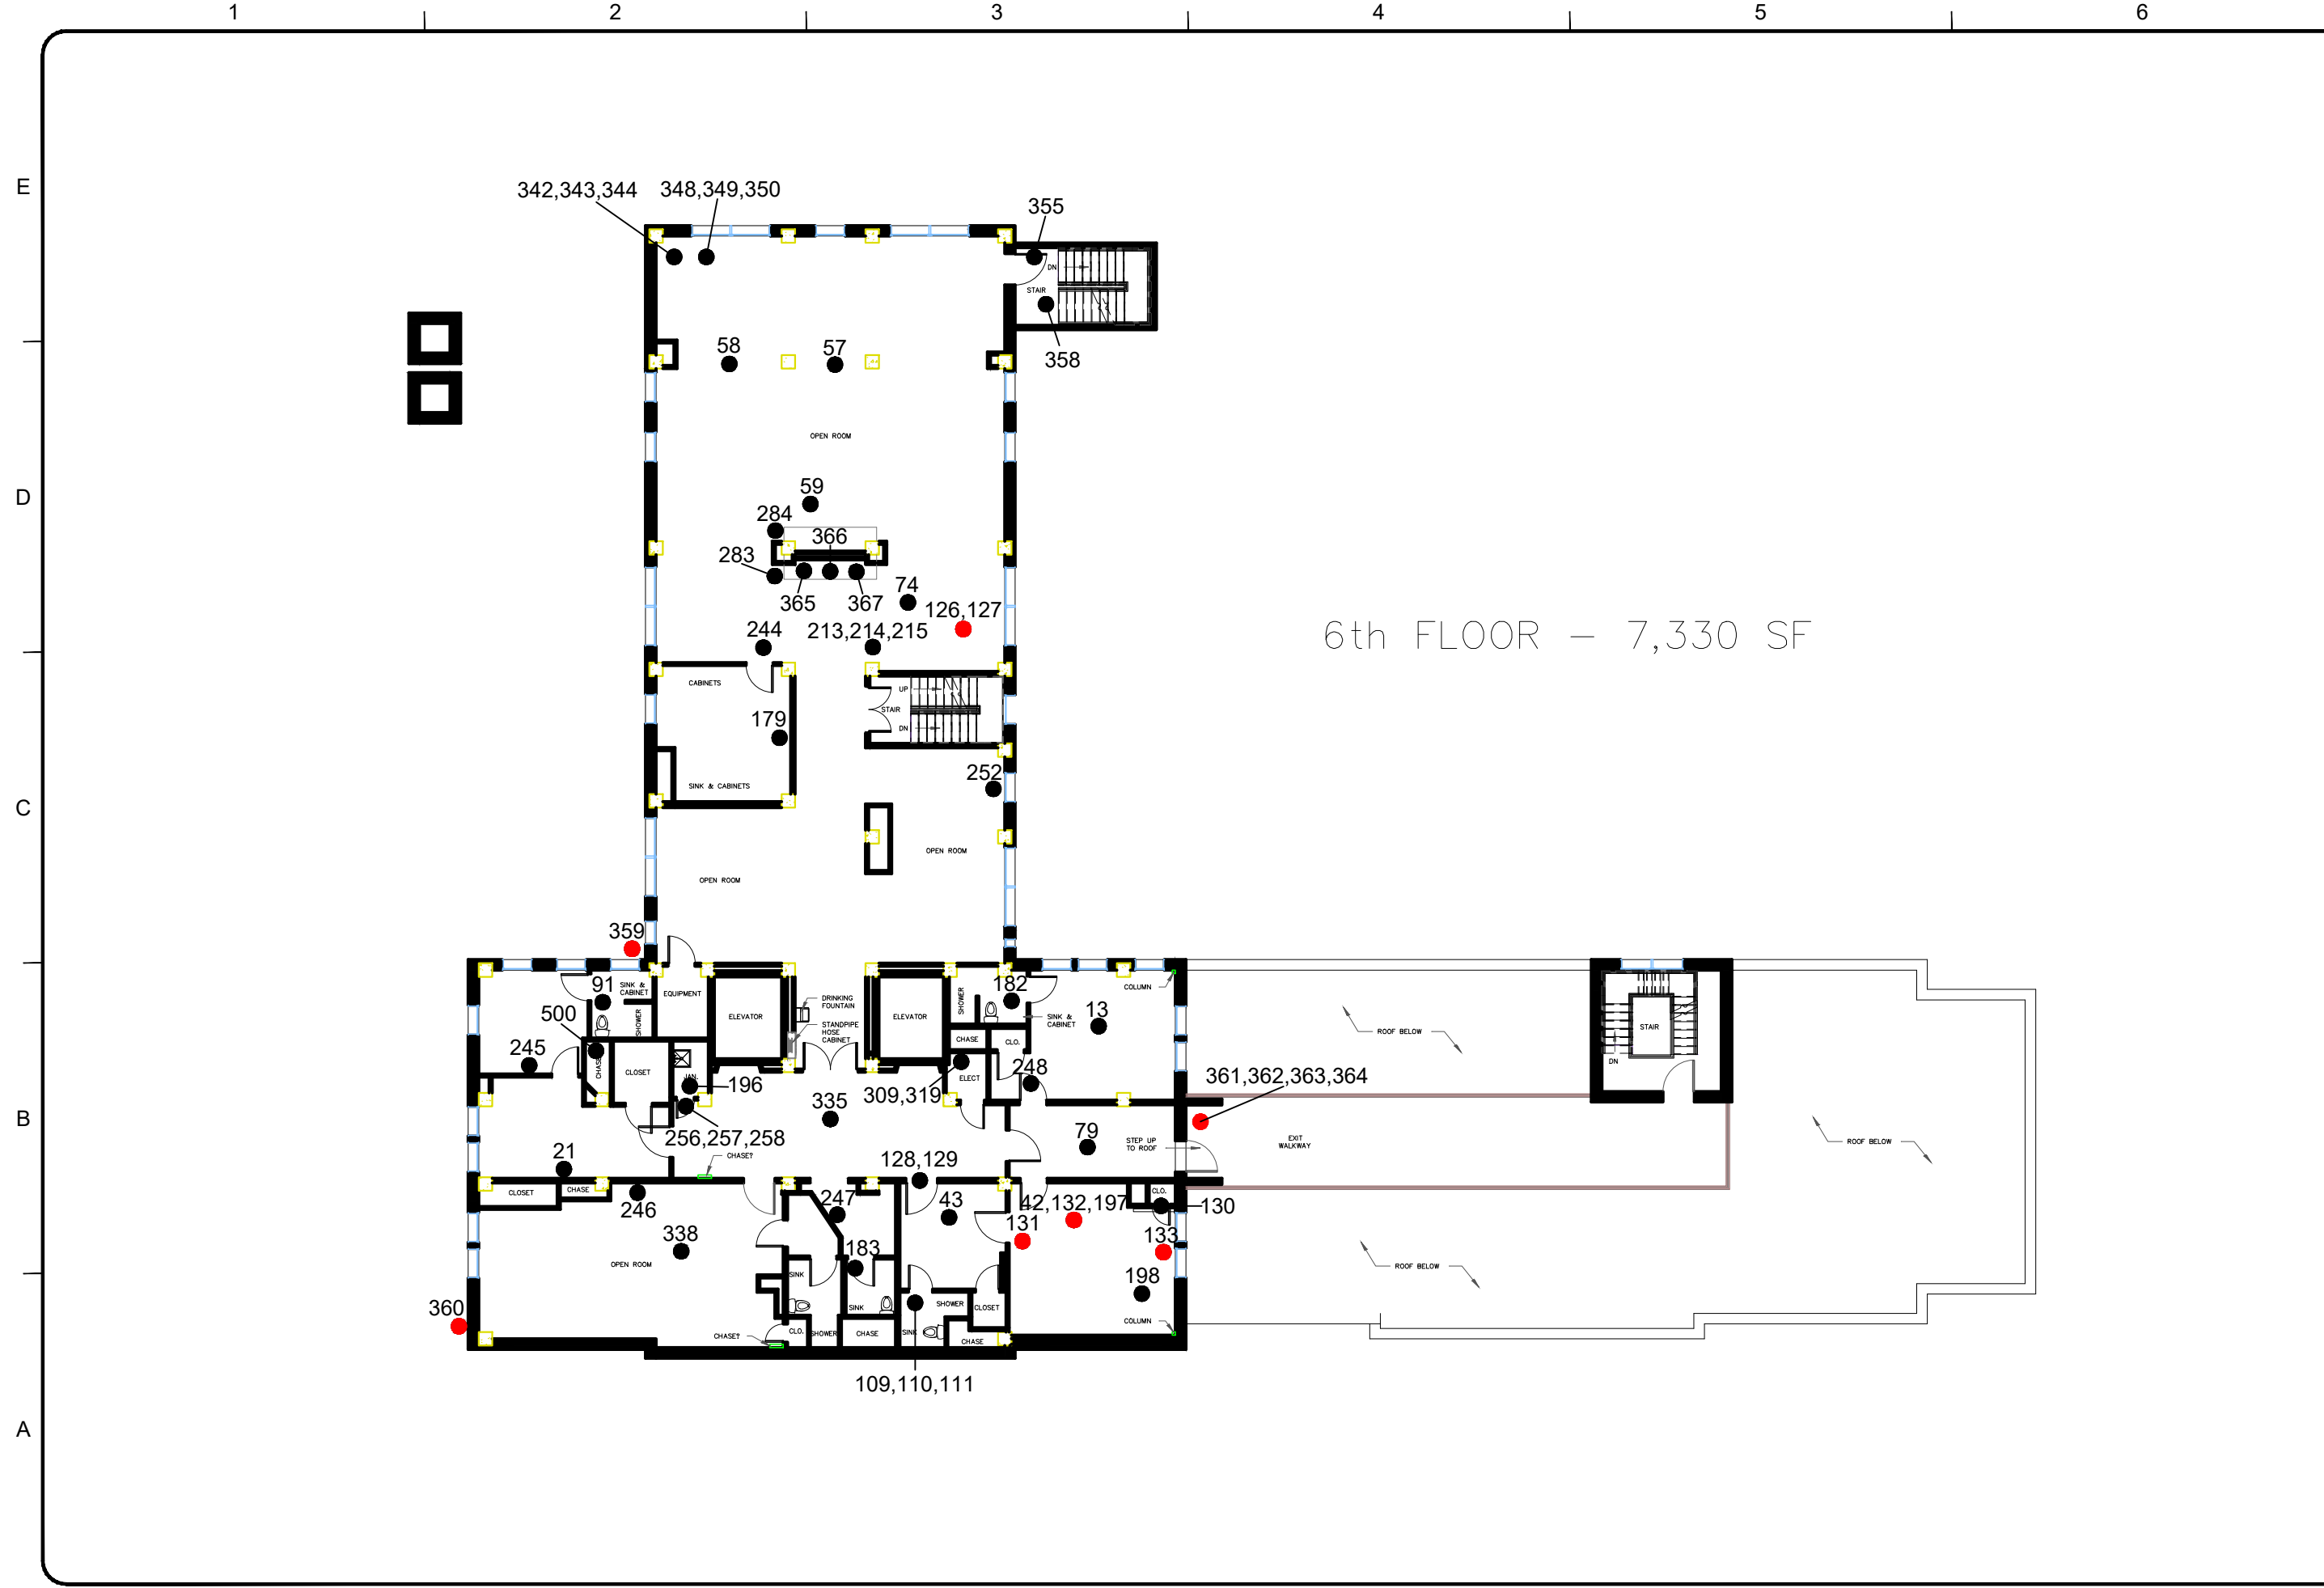 1 2 3 4 5 6
E
342,343,344 348,349,350
355
DN
STAIR
358
58 57
OPEN ROOM
D
59
284
366
283
365 367
74
126,127
213,214,215
244
6th FLOOR – 7,330 SF
CABINETS
UP
STAIR
DN
179
SINK & CABINETS
252
C
OPEN ROOM
OPEN ROOM
359
91
SINK &
CABINET
EQUIPMENT
SHOWER
500
CHASE
245
CLOSET
JAN.
196
256,257,258
ELEVATOR
DRINKING
FOUNTAIN
STANDPIPE
HOSE
CABINET
ELEVATOR
SHOWER
182
SINK &
CABINET
CHASE
CLO.
13
COLUMN
ELECT
248
309,319
335
361,362,363,364
ROOF BELOW
STAIR
DN
B
79
STEP UP
TO ROOF
EXIT
WALKWAY
ROOF BELOW
21
CHASE?
128,129
CLOSET
CHASE
246
247
43
42,132,197
131
CLO.
130
133
338
OPEN ROOM
183
SINK
SINK
198
ROOF BELOW
360
CHASE?
CLO.
SHOWER
CHASE
SINK
SHOWER
CLOSET
CHASE
COLUMN
109,110,111
A